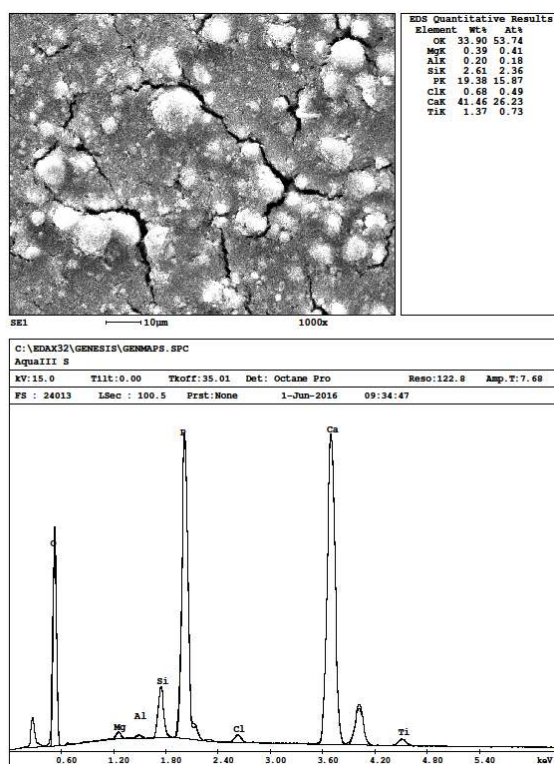 EDS Quantitative Results
Element Wt% At%
OK 33.90 53.74
MgK 0.39 0.41
AlK 0.20 0.18
SiK 2.61 2.36
PK 19.38 15.87
ClK 0.68 0.49
CaK 41.46 26.23
TiK 1.37 0.73
SE1 10µm 1000x
C:\EDAX32\GENESIS\GENMAPS.SPC
AquaIII S
kV:15.0 Tilt:0.00 Tkoff:35.01 Det: Octane Pro Reso:122.8 Amp.T:7.68
FS : 24013 LSec : 100.5 Prst:None 1-Jun-2016 09:34:47
P
Ca
O
Si
Al
Mg
Cl
Ti
0.60 1.20 1.80 2.40 3.00 3.60 4.20 4.80 5.40 keV